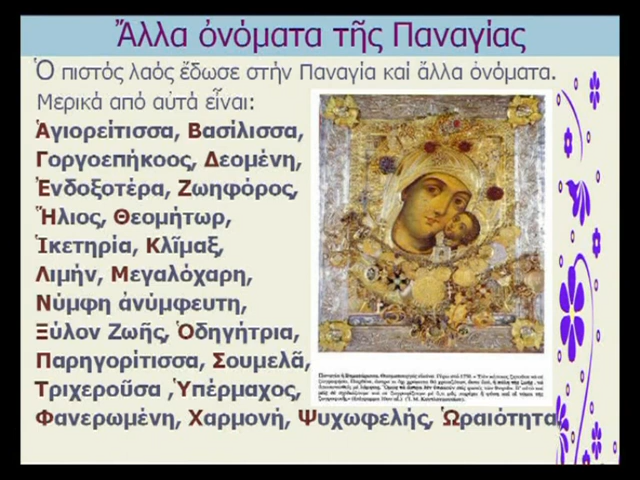 Ἄλλα ὀνόματα τῆς Παναγίας
Ὁ πιστός λαός ἔδωσε στήν Παναγία καί ἄλλα ὀνόματα.
Μερικά από αὐτά εἶναι:
Ἁγιορείτισσα, Βασίλισσα,
Γοργοεπήκοος, Δεομένη,
Ἐνδοξοτέρα, Ζωηφόρος,
Ἥλιος, Θεομήτωρ,
Ἱκετηρία, Κλῖμαξ,
Λιμήν, Μεγαλόχαρη,
Νύμφη ἀνύμφευτη,
Ξύλον Ζωῆς, Ὁδηγήτρια,
Παρηγορίτισσα, Σουμελᾶ,
Τριχεροῦσα ,Ὑπέρμαχος,
Φανερωμένη, Χαρμονή, Ψυχωφελής, Ὡραιότητα.